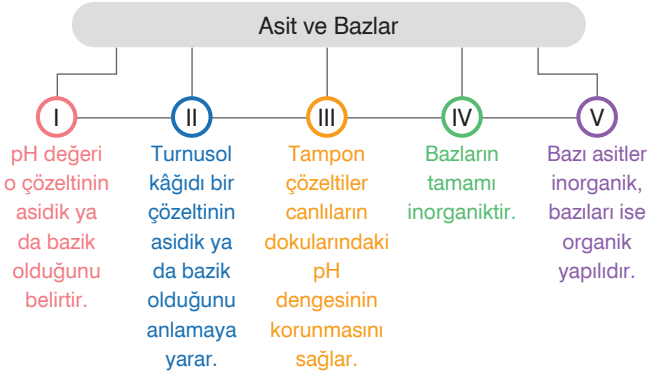 Asit ve Bazlar
I
pH değeri
o çözeltinin
asidik ya
da bazik
olduğunu
belirtir.
II
Turnusol
kâğıdı bir
çözeltinin
asidik ya
da bazik
olduğunu
anlamaya
yarar.
III
Tampon
çözeltiler
canlıların
dokularındaki
pH
dengesinin
korunmasını
sağlar.
IV
Bazların
tamamı
inorganiktir.
V
Bazı asitler
inorganik,
bazıları ise
organik
yapılıdır.